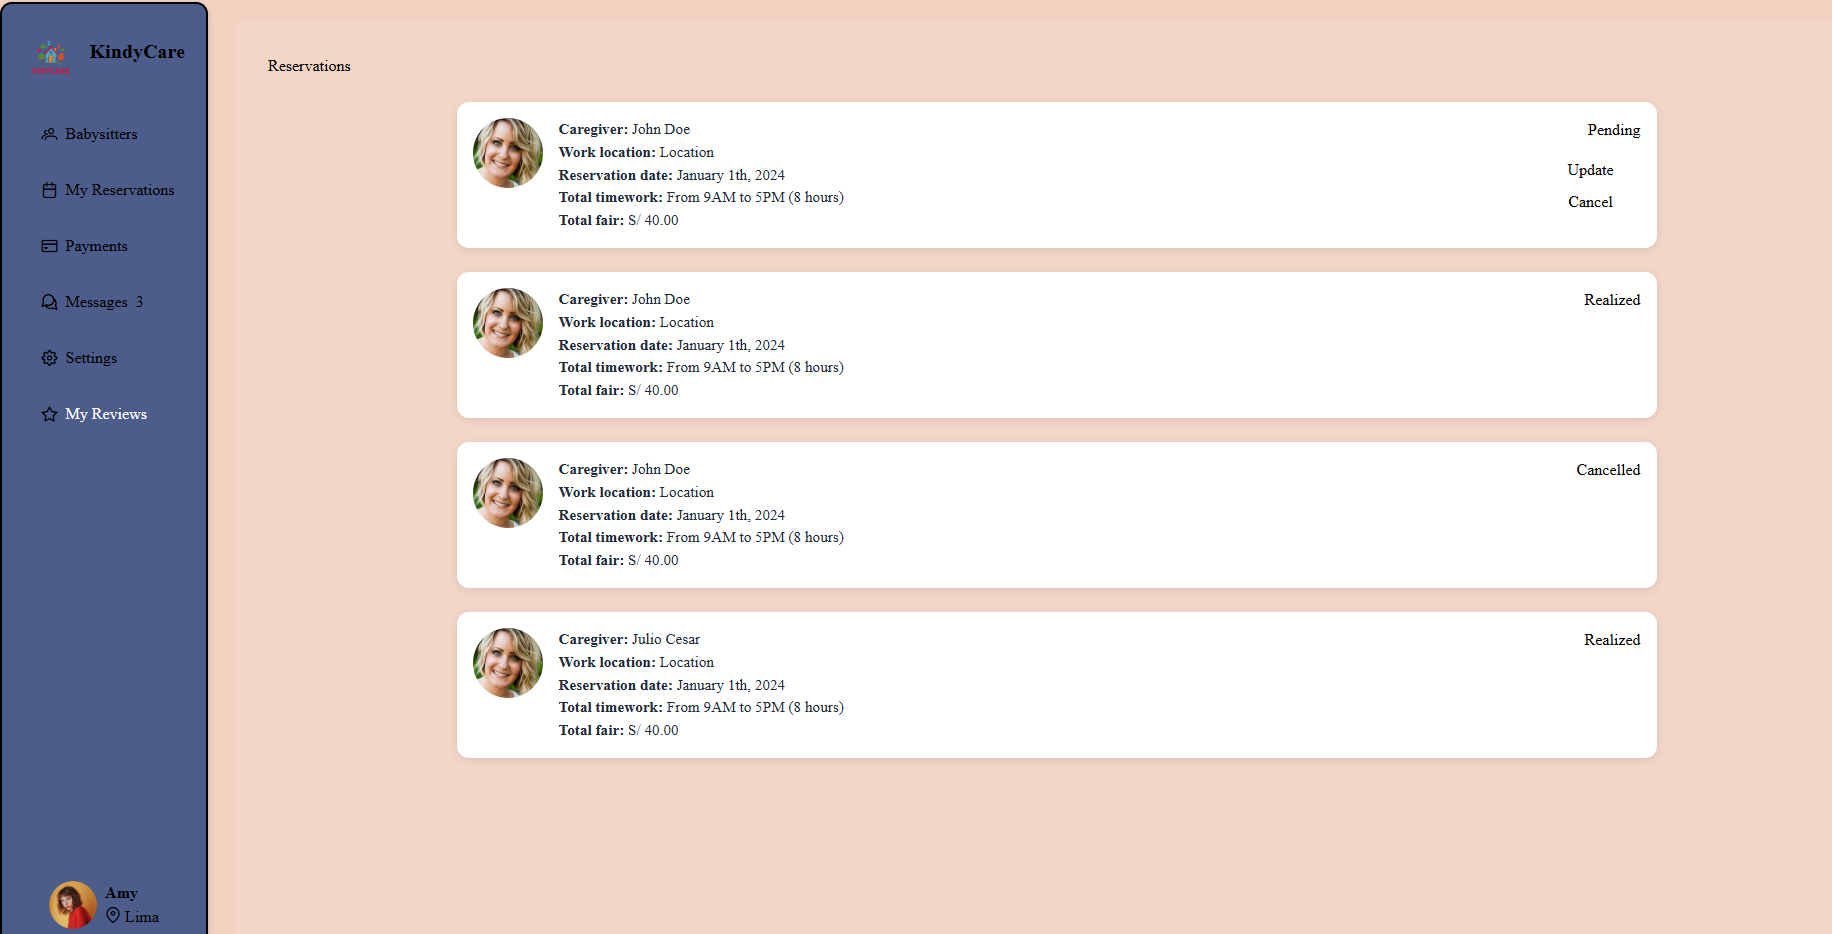 KindyCare
Babysitters
My Reservations
Payments
Messages 3
Settings
My Reviews
Amy
Lima
Reservations
Caregiver: John Doe
Work location: Location
Reservation date: January 1th, 2024
Total timework: From 9AM to 5PM (8 hours)
Total fair: S/ 40.00
Pending
Update
Cancel
Caregiver: John Doe
Work location: Location
Reservation date: January 1th, 2024
Total timework: From 9AM to 5PM (8 hours)
Total fair: S/ 40.00
Realized
Caregiver: John Doe
Work location: Location
Reservation date: January 1th, 2024
Total timework: From 9AM to 5PM (8 hours)
Total fair: S/ 40.00
Cancelled
Caregiver: Julio Cesar
Work location: Location
Reservation date: January 1th, 2024
Total timework: From 9AM to 5PM (8 hours)
Total fair: S/ 40.00
Realized